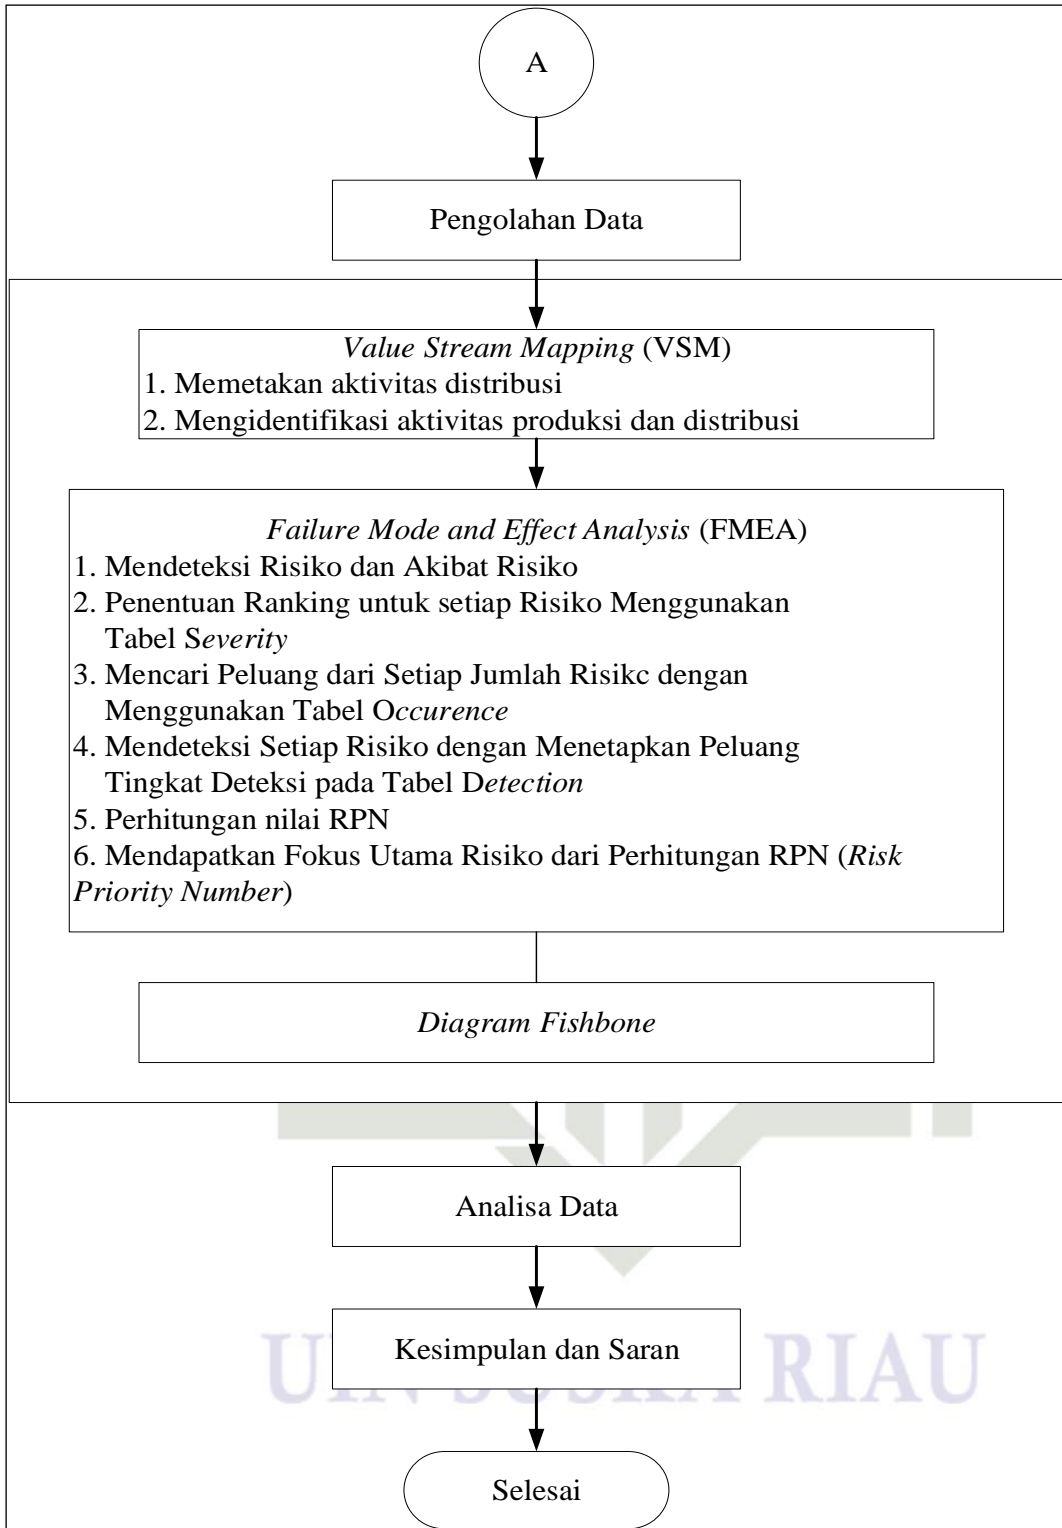 A
Pengolahan Data
Value Stream Mapping (VSM)
1. Memetakan aktivitas distribusi
2. Mengidentifikasi aktivitas produksi dan distribusi
Failure Mode and Effect Analysis (FMEA)
1. Mendeteksi Risiko dan Akibat Risiko
2. Penentuan Ranking untuk setiap Risiko Menggunakan
Tabel Severity
3. Mencari Peluang dari Setiap Jumlah Risikc dengan
Menggunakan Tabel Occurence
4. Mendeteksi Setiap Risiko dengan Menetapkan Peluang
Tingkat Deteksi pada Tabel Detection
5. Perhitungan nilai RPN
6. Mendapatkan Fokus Utama Risiko dari Perhitungan RPN (Risk
Priority Number)
Diagram Fishbone
Analisa Data
Kesimpulan dan Saran
UIN SUSKA RIAU
Selesai